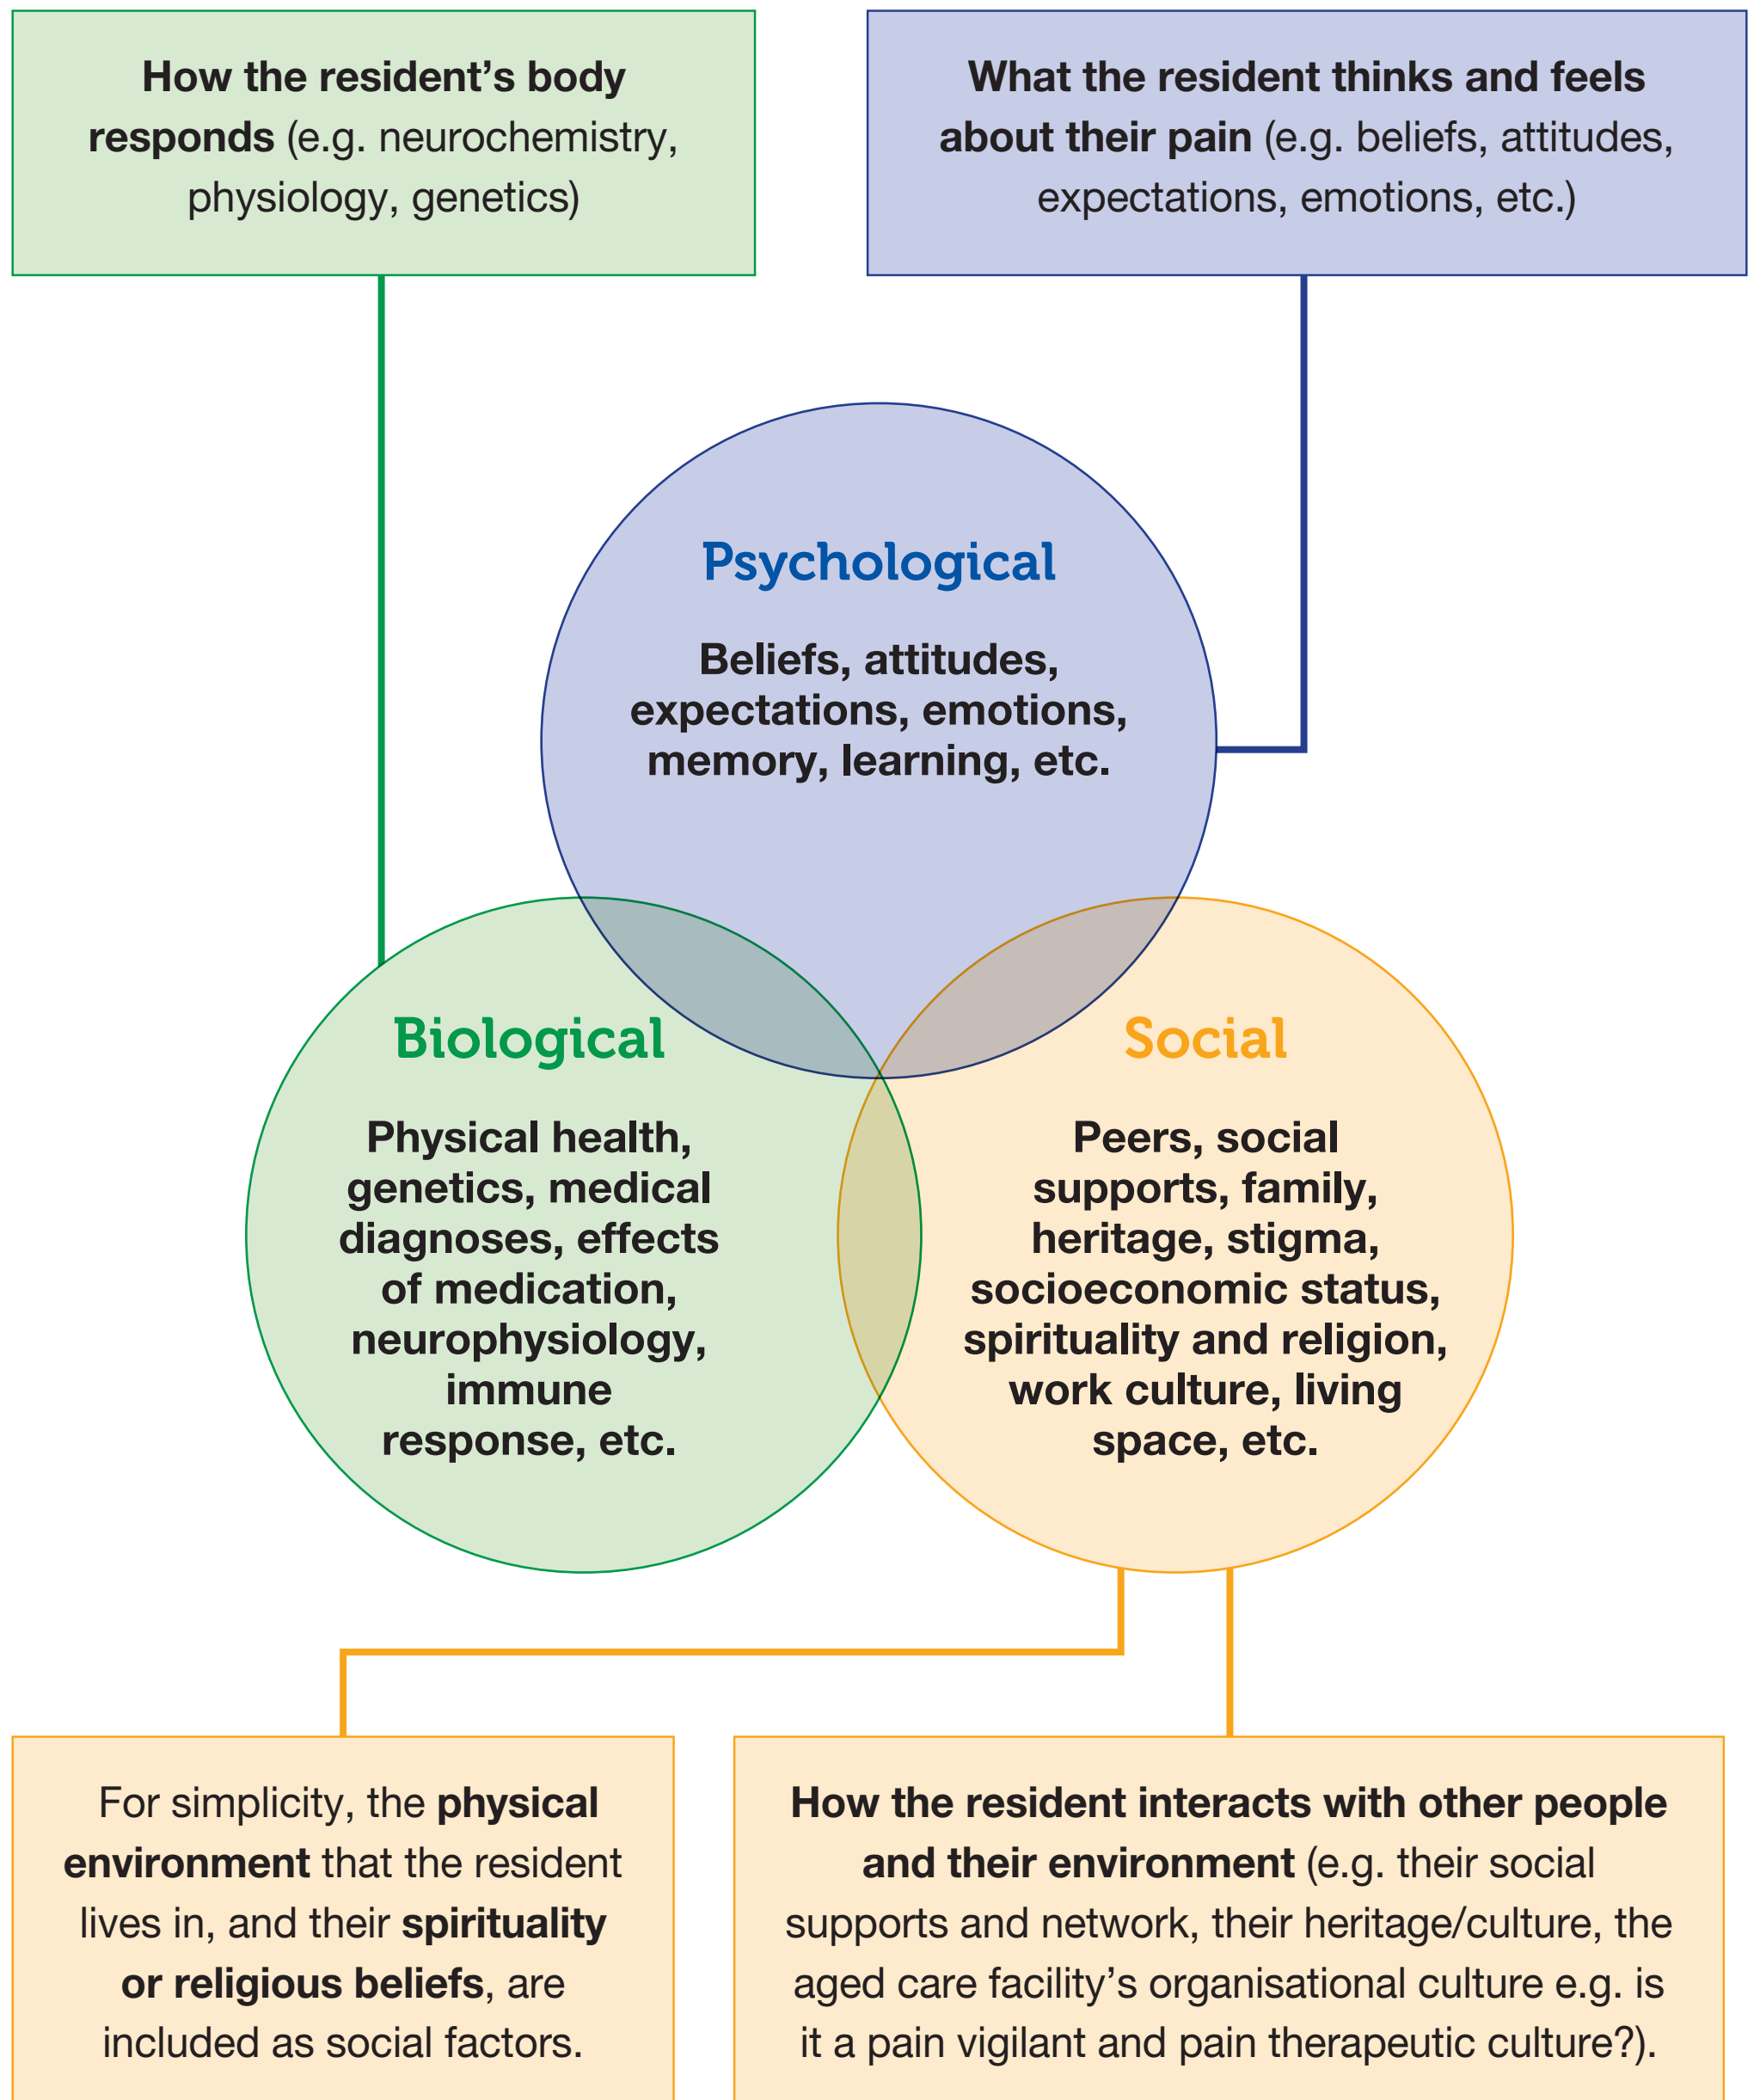 How the resident’s body
responds (e.g. neurochemistry,
physiology, genetics)
What the resident thinks and feels
about their pain (e.g. beliefs, attitudes,
expectations, emotions, etc.)
Psychological
Beliefs, attitudes,
expectations, emotions,
memory, learning, etc.
Biological
Physical health,
genetics, medical
diagnoses, effects
of medication,
neurophysiology,
immune
response, etc.
Social
Peers, social
supports, family,
heritage, stigma,
socioeconomic status,
spirituality and religion,
work culture, living
space, etc.
For simplicity, the physical
environment that the resident
lives in, and their spirituality
or religious beliefs, are
included as social factors.
How the resident interacts with other people
and their environment (e.g. their social
supports and network, their heritage/culture, the
aged care facility’s organisational culture e.g. is
it a pain vigilant and pain therapeutic culture?).